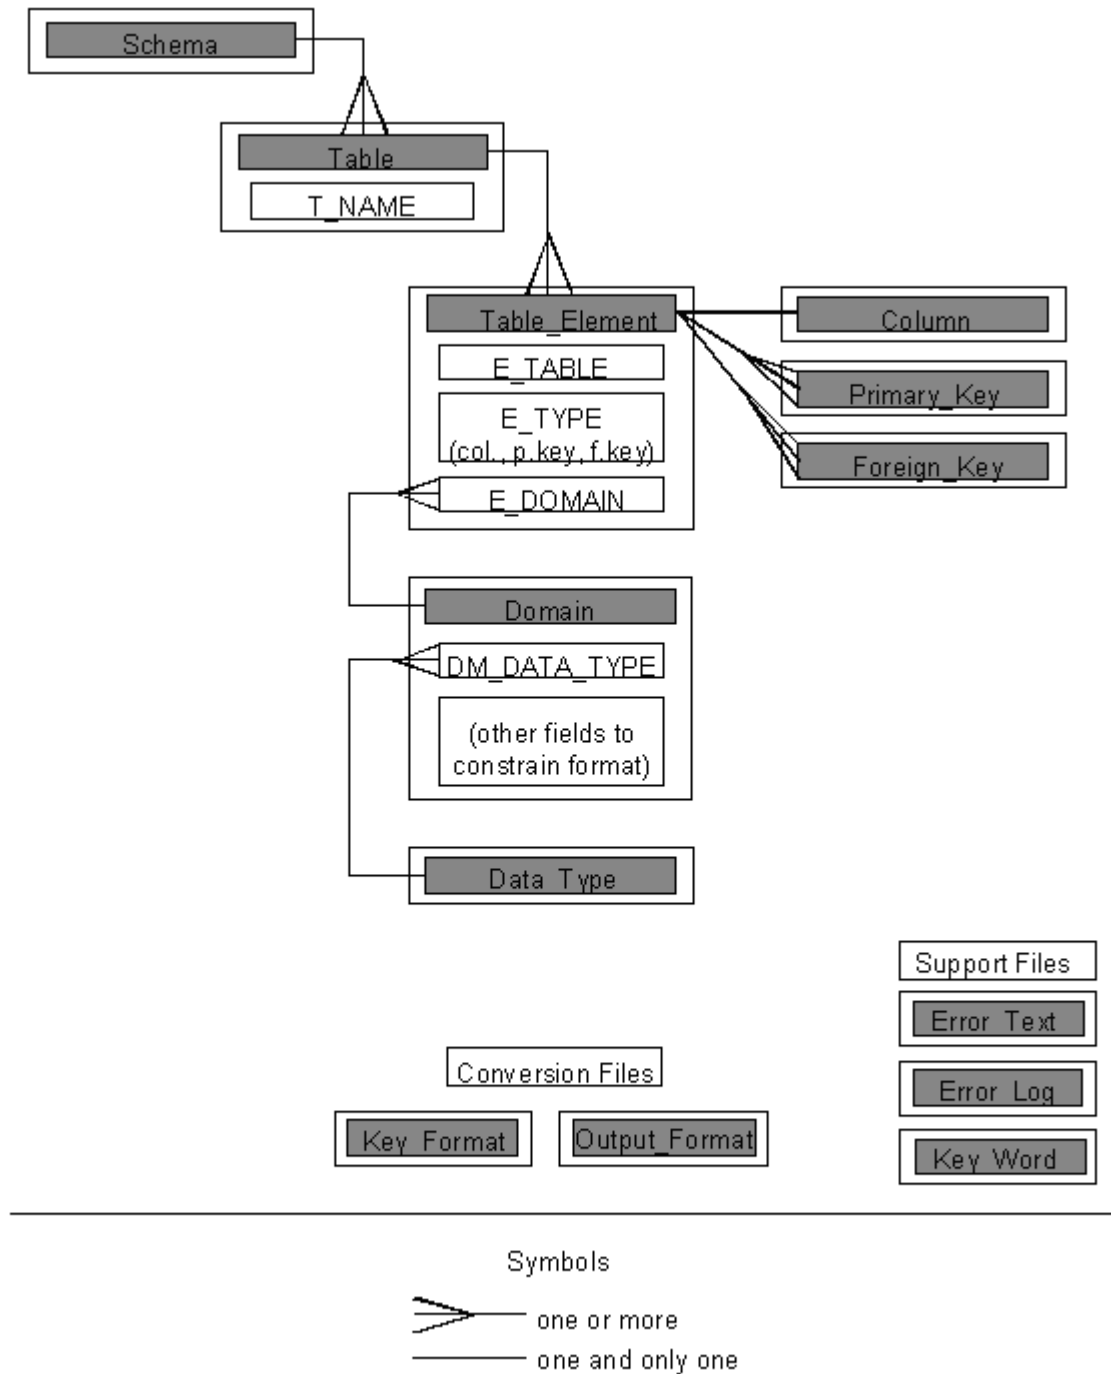 Schema
Table
T_NAME
Table_Element
E_TABLE
E_TYPE
(col., p.key, f.key)
E_DOMAIN
Column
Primary_Key
Foreign_Key
Domain
DM_DATA_TYPE
(other fields to
constrain format)
Data_Type
Support Files
Error_Text
Error_Log
Key_Word
Conversion Files
Key_Format
Output_Format
Symbols
one or more
one and only one